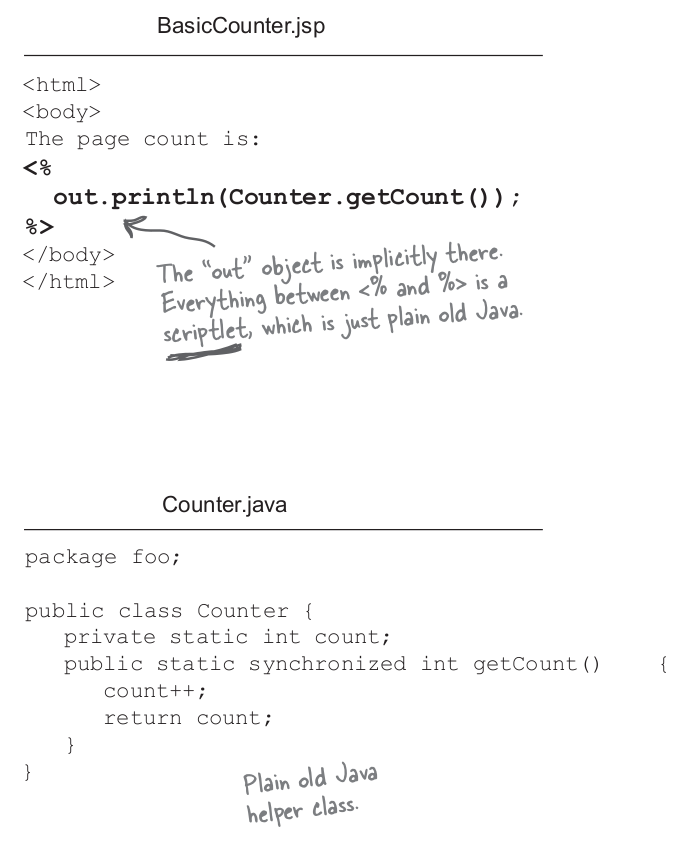 BasicCounter.jsp
<html>
<body>
The page count is:
<%
out.println(Counter.getCount());
%>
</body>
</html>
The “out” object is implicitly there.
Everything between <% and %> is a
scriptlet, which is just plain old Java.
Counter.java
package foo;
public class Counter {
private static int count;
public static synchronized int getCount() {
count++;
return count;
}
}
Plain old Java
helper class.